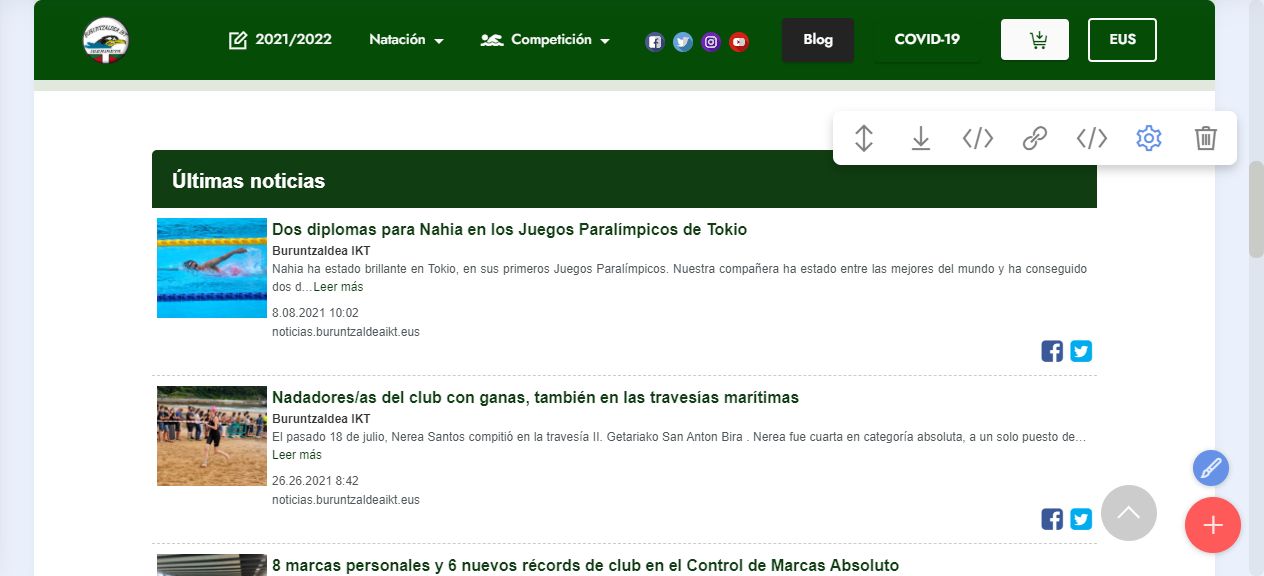 2021/2022
Natación
Competición
Blog
COVID-19
EUS
Últimas noticias
Dos diplomas para Nahia en los Juegos Paralímpicos de Tokio
Buruntzaldea IKT
Nahia ha estado brillante en Tokio, en sus primeros Juegos Paralímpicos. Nuestra compañera ha estado entre las mejores del mundo y ha conseguido
dos d…Leer más
8.08.2021 10:02
noticias.buruntzaldeaikt.eus
Nadadores/as del club con ganas, también en las travesías marítimas
Buruntzaldea IKT
El pasado 18 de julio, Nerea Santos compitió en la travesía II. Getariako San Anton Bira . Nerea fue cuarta en categoría absoluta, a un solo puesto de…
Leer más
26.26.2021 8:42
noticias.buruntzaldeaikt.eus
8 marcas personales y 6 nuevos récords de club en el Control de Marcas Absoluto